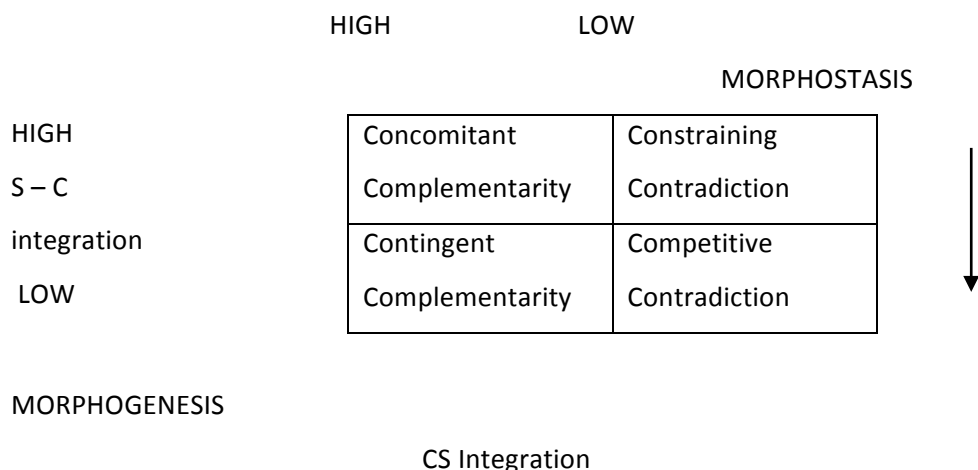 HIGH LOW
MORPHOSTASIS
HIGH Concomitant Constraining
S – C Complementarity Contradiction
integration Contingent Competitive
LOW Complementarity Contradiction
MORPHOGENESIS
CS Integration